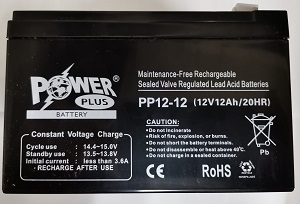 POWER
PLUS
BATTERY
Constant Voltage Charge
Cycle use : 14.4~15.0V
Standby use : 13.5~13.8V
Initial current : less than 3.6A
- RECHARGE AFTER USE
Maintenance-Free Rechargeable
Sealed Valve Regulated Lead Acid Batteries
PP12-12 (12V12Ah/20HR)
CAUTION:
• Do not Incinerate
• Risk of fire, explosion, or burns.
• Do not short the battery terminals.
• Do not disassemble or heat above 40°C.
• Do not charge in a sealed container.
Pb
CE
RoHS